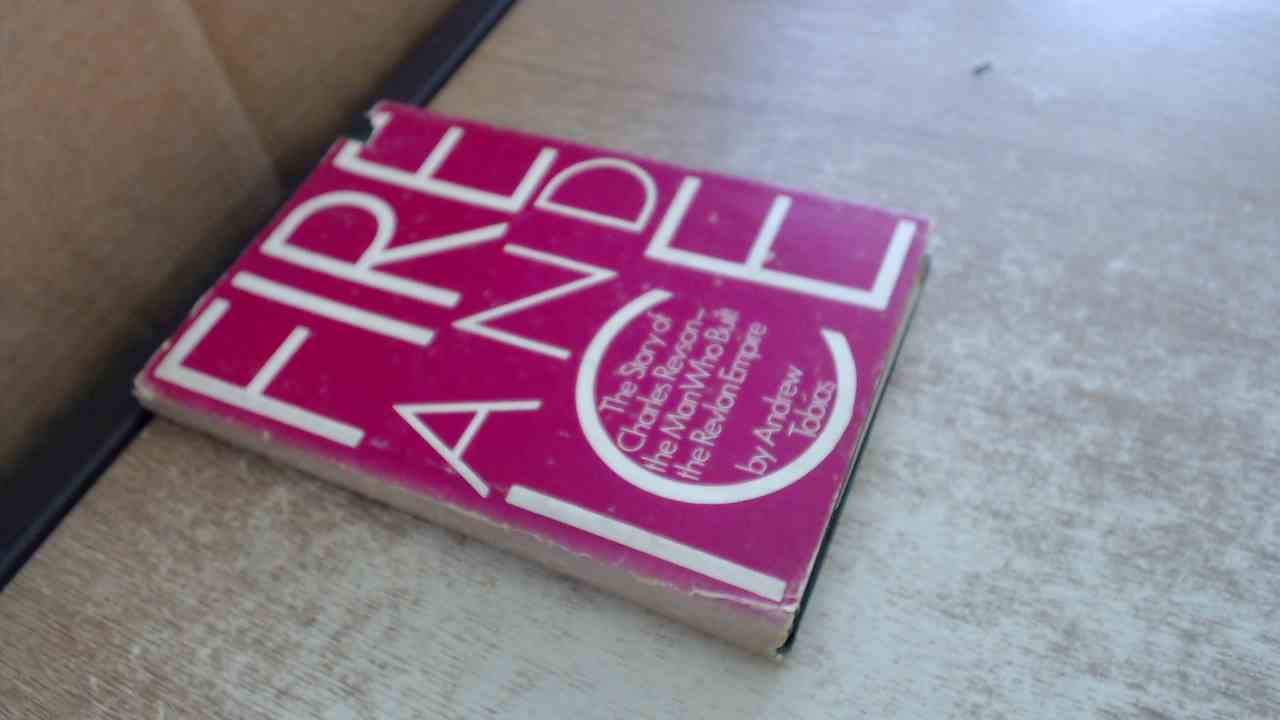 FIRE
AND
ICE
The Story of
Charles Revson—
the Man Who Built
the Revlon Empire
by Andrew
Tobias